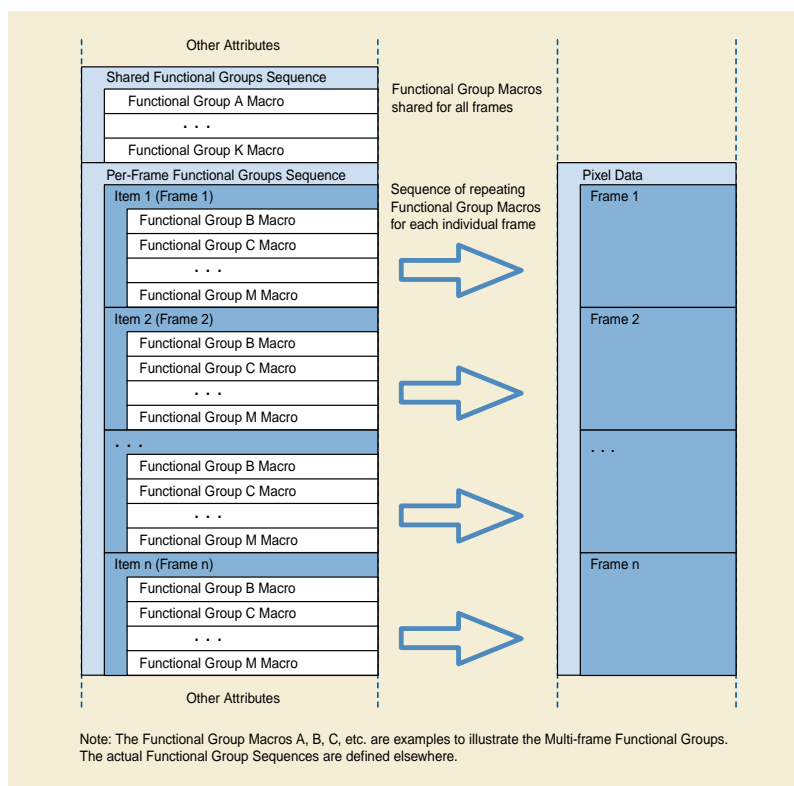 Other Attributes
Shared Functional Groups Sequence
Functional Group A Macro
. . .
Functional Group K Macro
Functional Group Macros
shared for all frames
Per-Frame Functional Groups Sequence
Item 1 (Frame 1)
Functional Group B Macro
Functional Group C Macro
. . .
Functional Group M Macro
Item 2 (Frame 2)
Functional Group B Macro
Functional Group C Macro
. . .
Functional Group M Macro
. . .
Functional Group B Macro
Functional Group C Macro
. . .
Functional Group M Macro
Item n (Frame n)
Functional Group B Macro
Functional Group C Macro
. . .
Functional Group M Macro
Other Attributes
Sequence of repeating
Functional Group Macros
for each individual frame
Pixel Data
Frame 1
Frame 2
. . .
Frame n
Note: The Functional Group Macros A, B, C, etc. are examples to illustrate the Multi-frame Functional Groups.
The actual Functional Group Sequences are defined elsewhere.